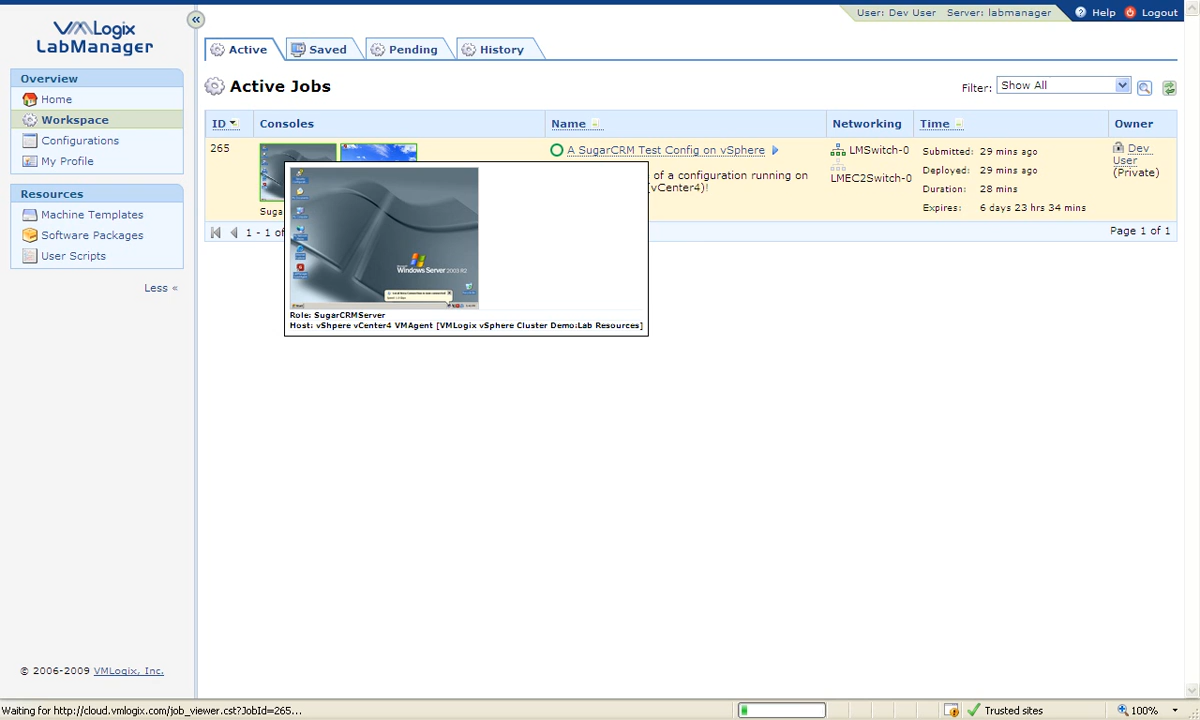 User: Dev User Server: labmanager Help Logout
VMLogix
LabManager
Overview
Home
Workspace
Configurations
My Profile
Resources
Machine Templates
Software Packages
User Scripts
Less «
© 2006-2009 VMLogix, Inc.
Active Saved Pending History
Active Jobs
Filter: Show All
ID Consoles Name Networking Time Owner
265
A SugarCRM Test Config on vSphere
of a configuration running on
(vCenter4)!
LMSwitch-0
LMEC2Switch-0
Submitted: 29 mins ago
Deployed: 29 mins ago
Duration: 28 mins
Expires: 6 days 23 hrs 34 mins
Dev
User
(Private)
Suga
1 - 1 of
Page 1 of 1
Windows Server 2003 R2
Role: SugarCRMServer
Host: vShpere vCenter4 VMAgent [VMLogix vSphere Cluster Demo:Lab Resources]
Waiting for http://cloud.vmlogix.com/job_viewer.cst?JobId=265... Trusted sites 100%